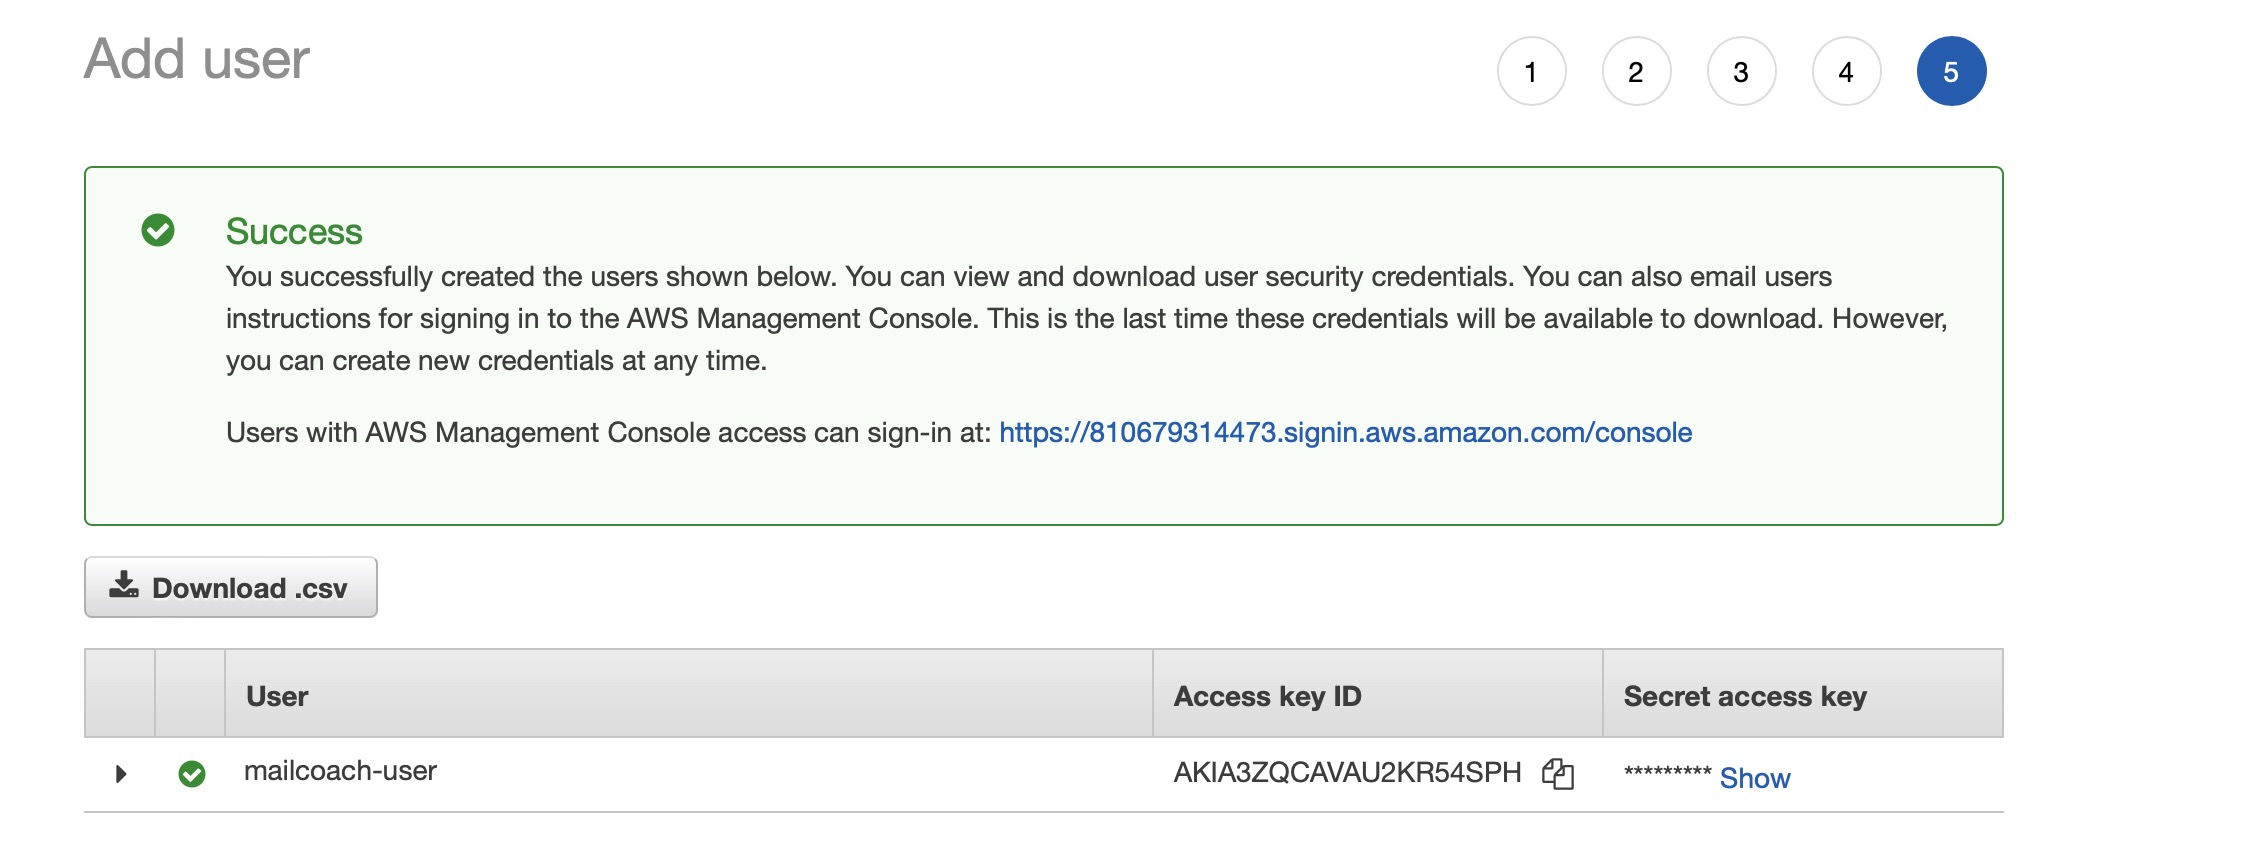 Add user
1 2 3 4 5
Success
You successfully created the users shown below. You can view and download user security credentials. You can also email users
instructions for signing in to the AWS Management Console. This is the last time these credentials will be available to download. However,
you can create new credentials at any time.
Users with AWS Management Console access can sign-in at: https://810679314473.signin.aws.amazon.com/console
Download .csv
User Access key ID Secret access key
mailcoach-user AKIA3ZQCAVAU2KR54SPH ********* Show